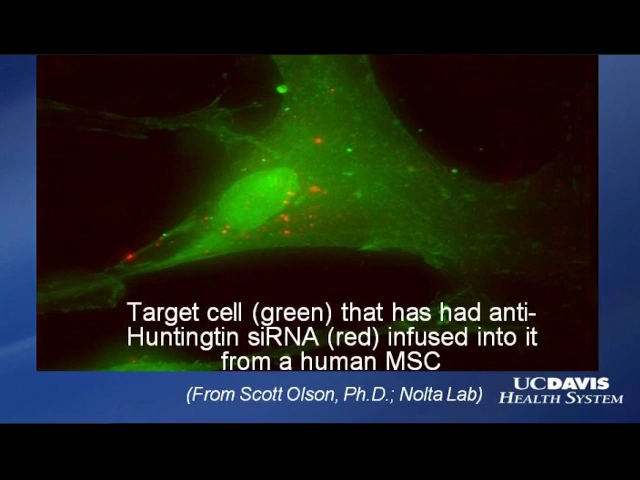 Target cell (green) that has had anti-
Huntingtin siRNA (red) infused into it
from a human MSC
(From Scott Olson, Ph.D.; Nolta Lab)
UCDAVIS
HEALTH SYSTEM